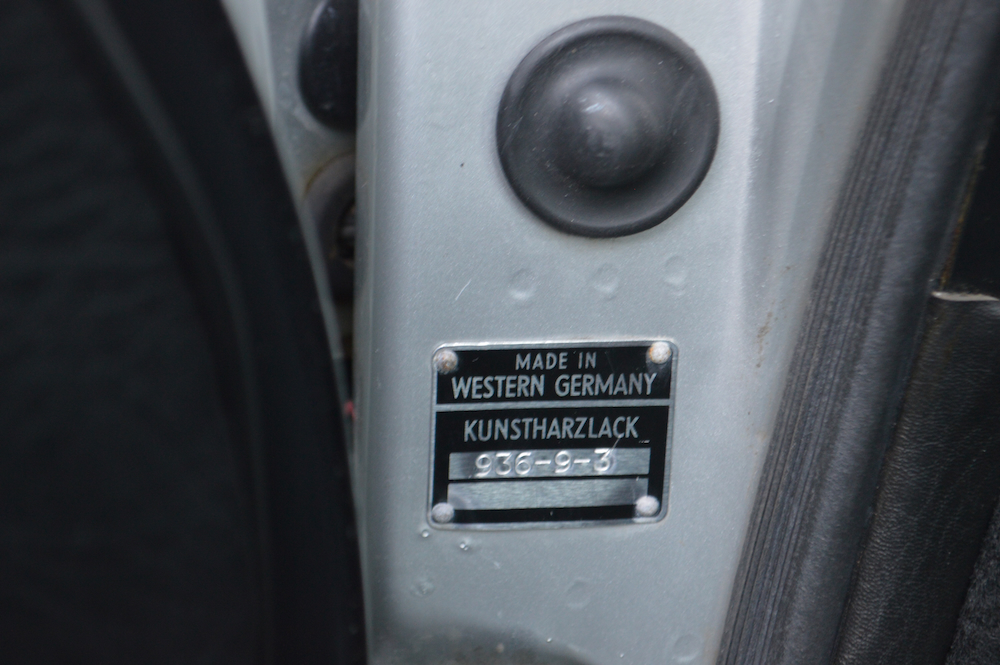 MADE IN
WESTERN GERMANY
KUNSTHARZLACK
936-9-3